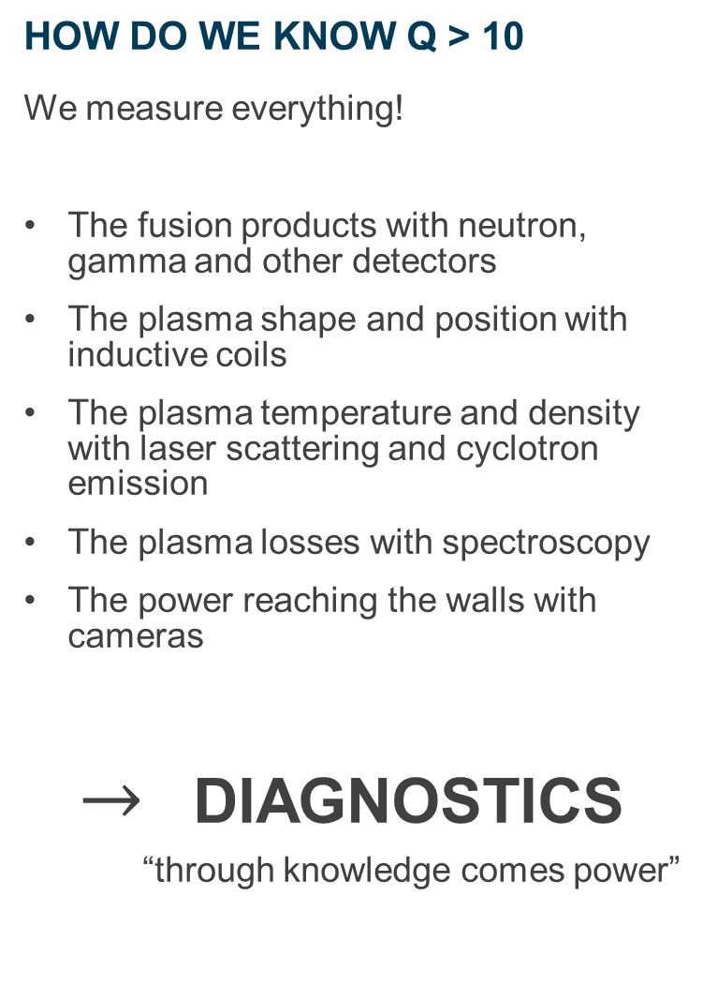 HOW DO WE KNOW Q > 10
We measure everything!
• The fusion products with neutron,
gamma and other detectors
• The plasma shape and position with
inductive coils
• The plasma temperature and density
with laser scattering and cyclotron
emission
• The plasma losses with spectroscopy
• The power reaching the walls with
cameras
→ DIAGNOSTICS
“through knowledge comes power”